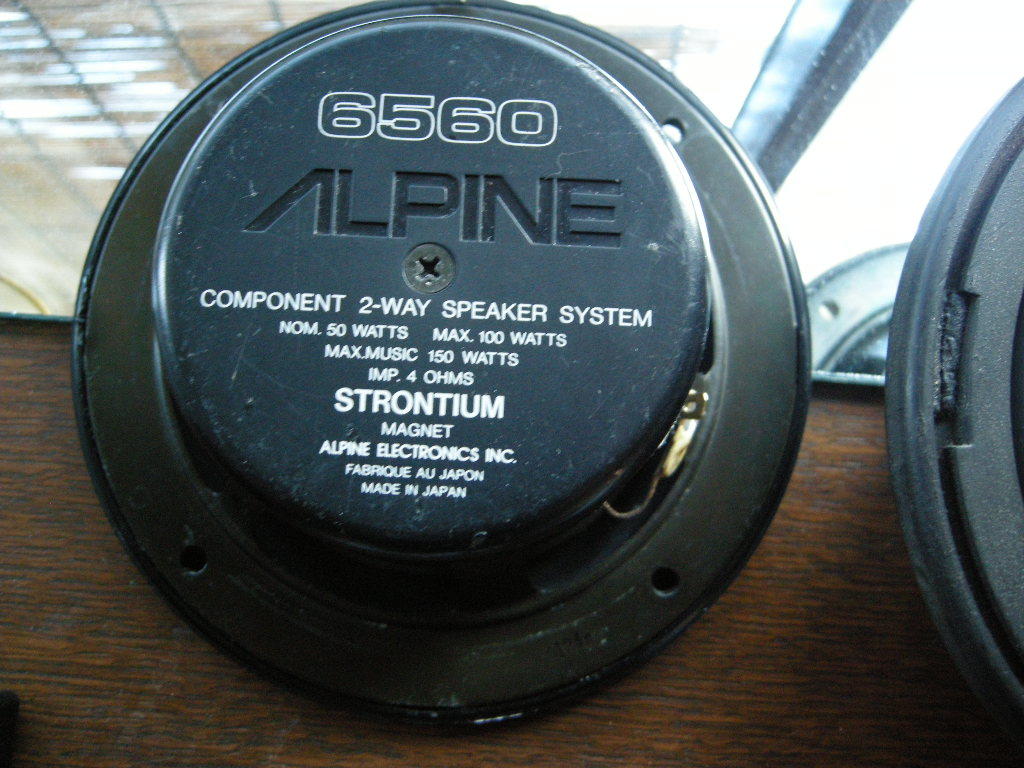 6560
ALPINE
COMPONENT 2-WAY SPEAKER SYSTEM
NOM. 50 WATTS MAX. 100 WATTS
MAX.MUSIC 150 WATTS
IMP. 4 OHMS
STRONTIUM
MAGNET
ALPINE ELECTRONICS INC.
FABRIQUE AU JAPON
MADE IN JAPAN